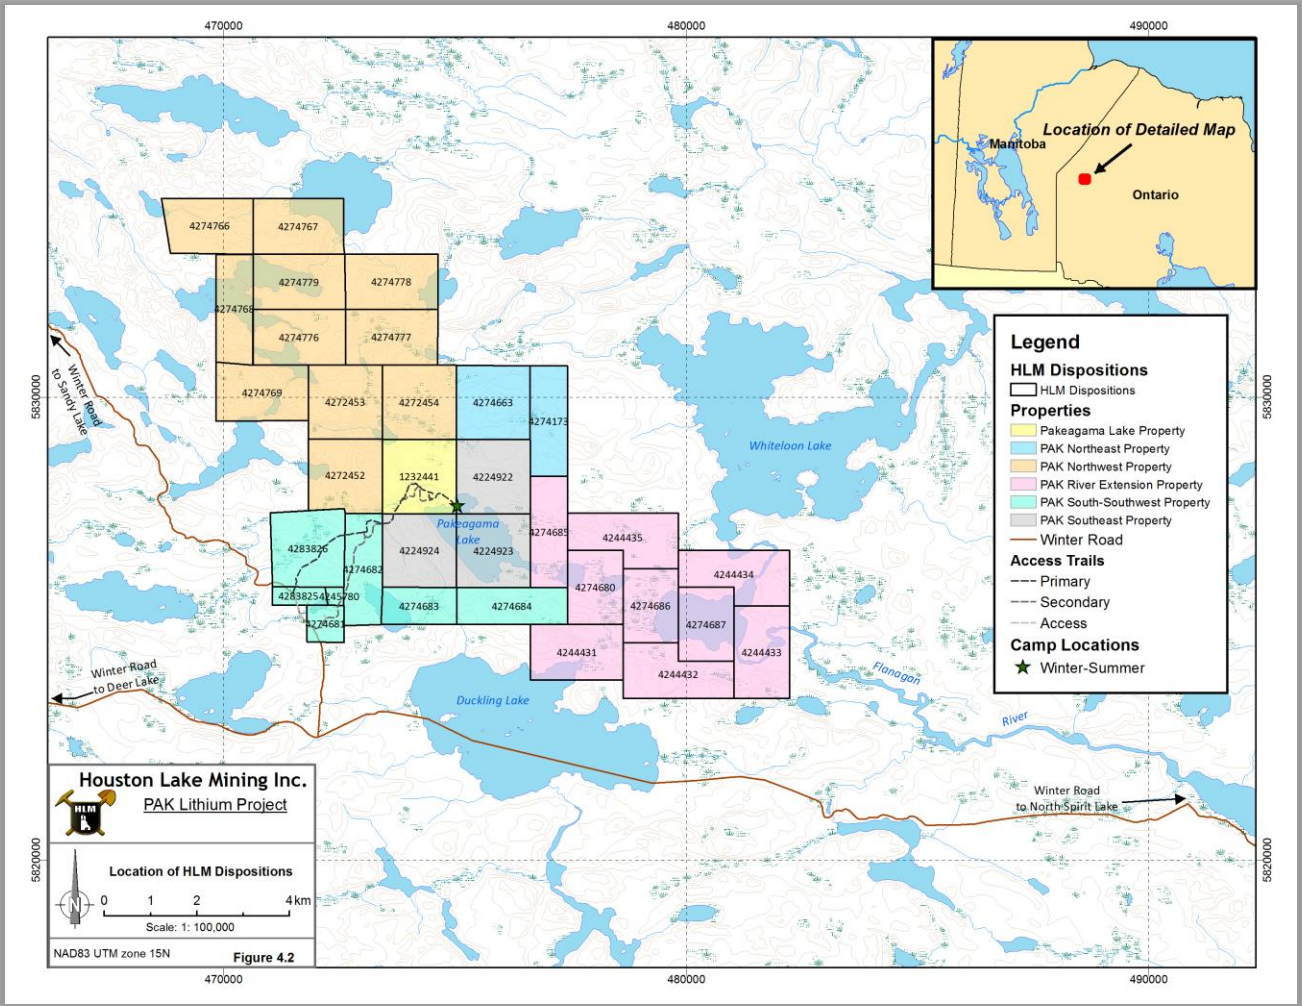 470000
480000
490000
Location of Detailed Map
Manitoba
Ontario
4274766
4274767
4274779
4274778
4274768
4274776
4274777
4274769
4272453
4272454
4274663
4274173
4272452
1232441
4224922
Pakeagama
Lake
4274685
4244435
4283826
4274682
4224924
4224923
4274680
4244434
4283825
4245780
4274683
4274684
4274686
4274687
4274681
4244431
4244432
4244433
Whiteloon Lake
Duckling Lake
Flanagan
River
Winter Road
to Sandy Lake
Winter Road
to Deer Lake
Winter Road
to North Spirit Lake
5830000
5830000
5820000
5820000
Legend
HLM Dispositions
HLM Dispositions
Properties
Pakeagama Lake Property
PAK Northeast Property
PAK Northwest Property
PAK River Extension Property
PAK South-Southwest Property
PAK Southeast Property
Winter Road
Access Trails
Primary
Secondary
Access
Camp Locations
Winter-Summer
Houston Lake Mining Inc.
HLM
PAK Lithium Project
Location of HLM Dispositions
N
0 1 2 4 km
Scale: 1: 100,000
NAD83 UTM zone 15N
Figure 4.2
470000
480000
490000